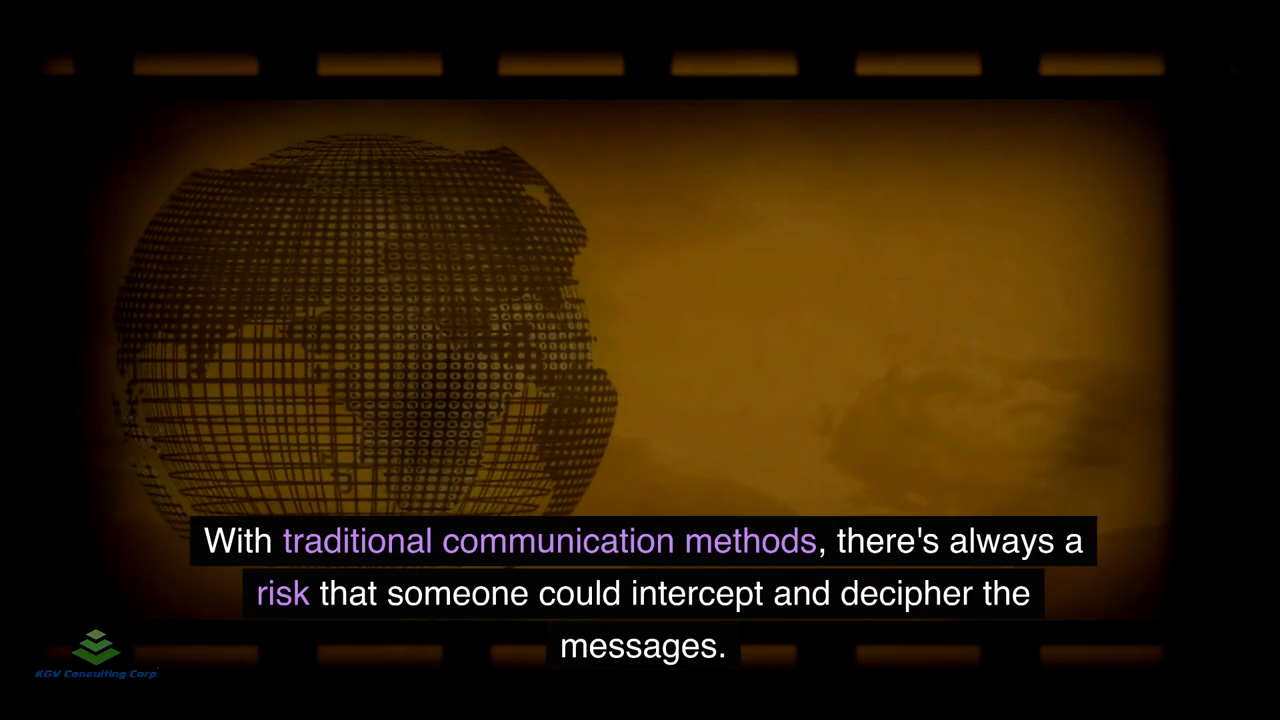 With traditional communication methods, there's always a
risk that someone could intercept and decipher the
messages.
KGV Consulting Corp.